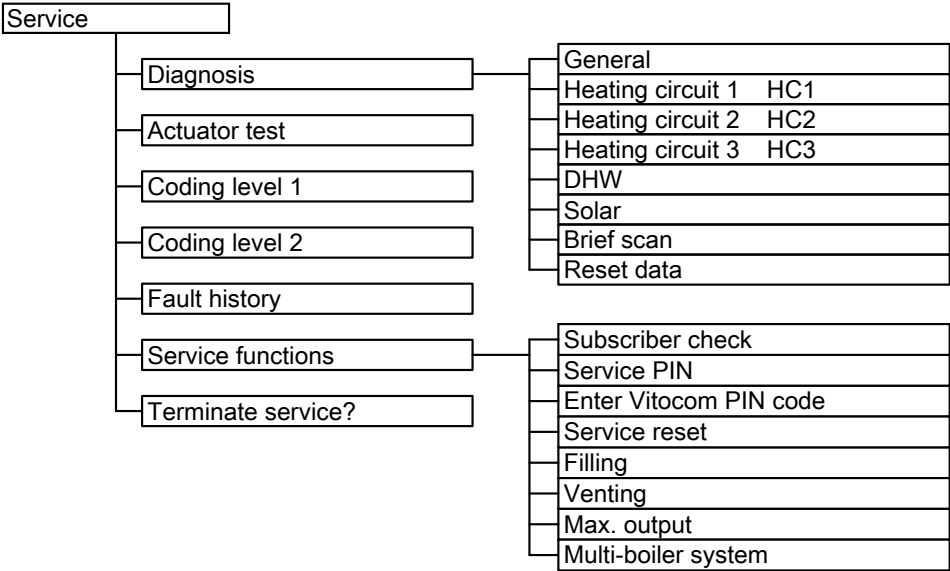 Service
Diagnosis
General
Heating circuit 1 HC1
Heating circuit 2 HC2
Heating circuit 3 HC3
DHW
Solar
Brief scan
Reset data
Actuator test
Coding level 1
Coding level 2
Fault history
Service functions
Subscriber check
Service PIN
Enter Vitocom PIN code
Service reset
Filling
Venting
Max. output
Multi-boiler system
Terminate service?